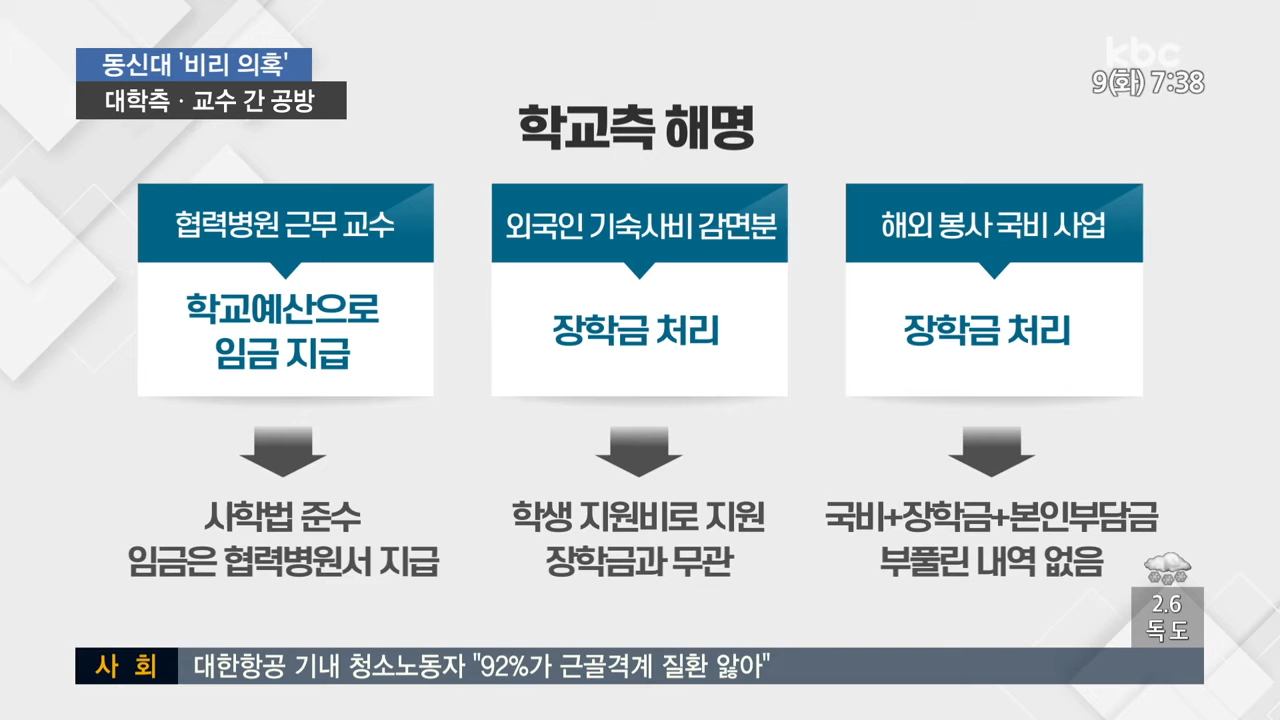 동신대 '비리 의혹'
대학측·교수 간 공방
kbc
9(화) 7:38
학교측 해명
협력병원 근무 교수
학교예산으로
임금 지급
사학법 준수
임금은 협력병원서 지급
외국인 기숙사비 감면분
장학금 처리
학생 지원비로 지원
장학금과 무관
해외 봉사 국비 사업
장학금 처리
국비+장학금+본인부담금
부풀린 내역 없음
2.6
독도
사 회
대한항공 기내 청소노동자 "92%가 근골격계 질환 앓아"